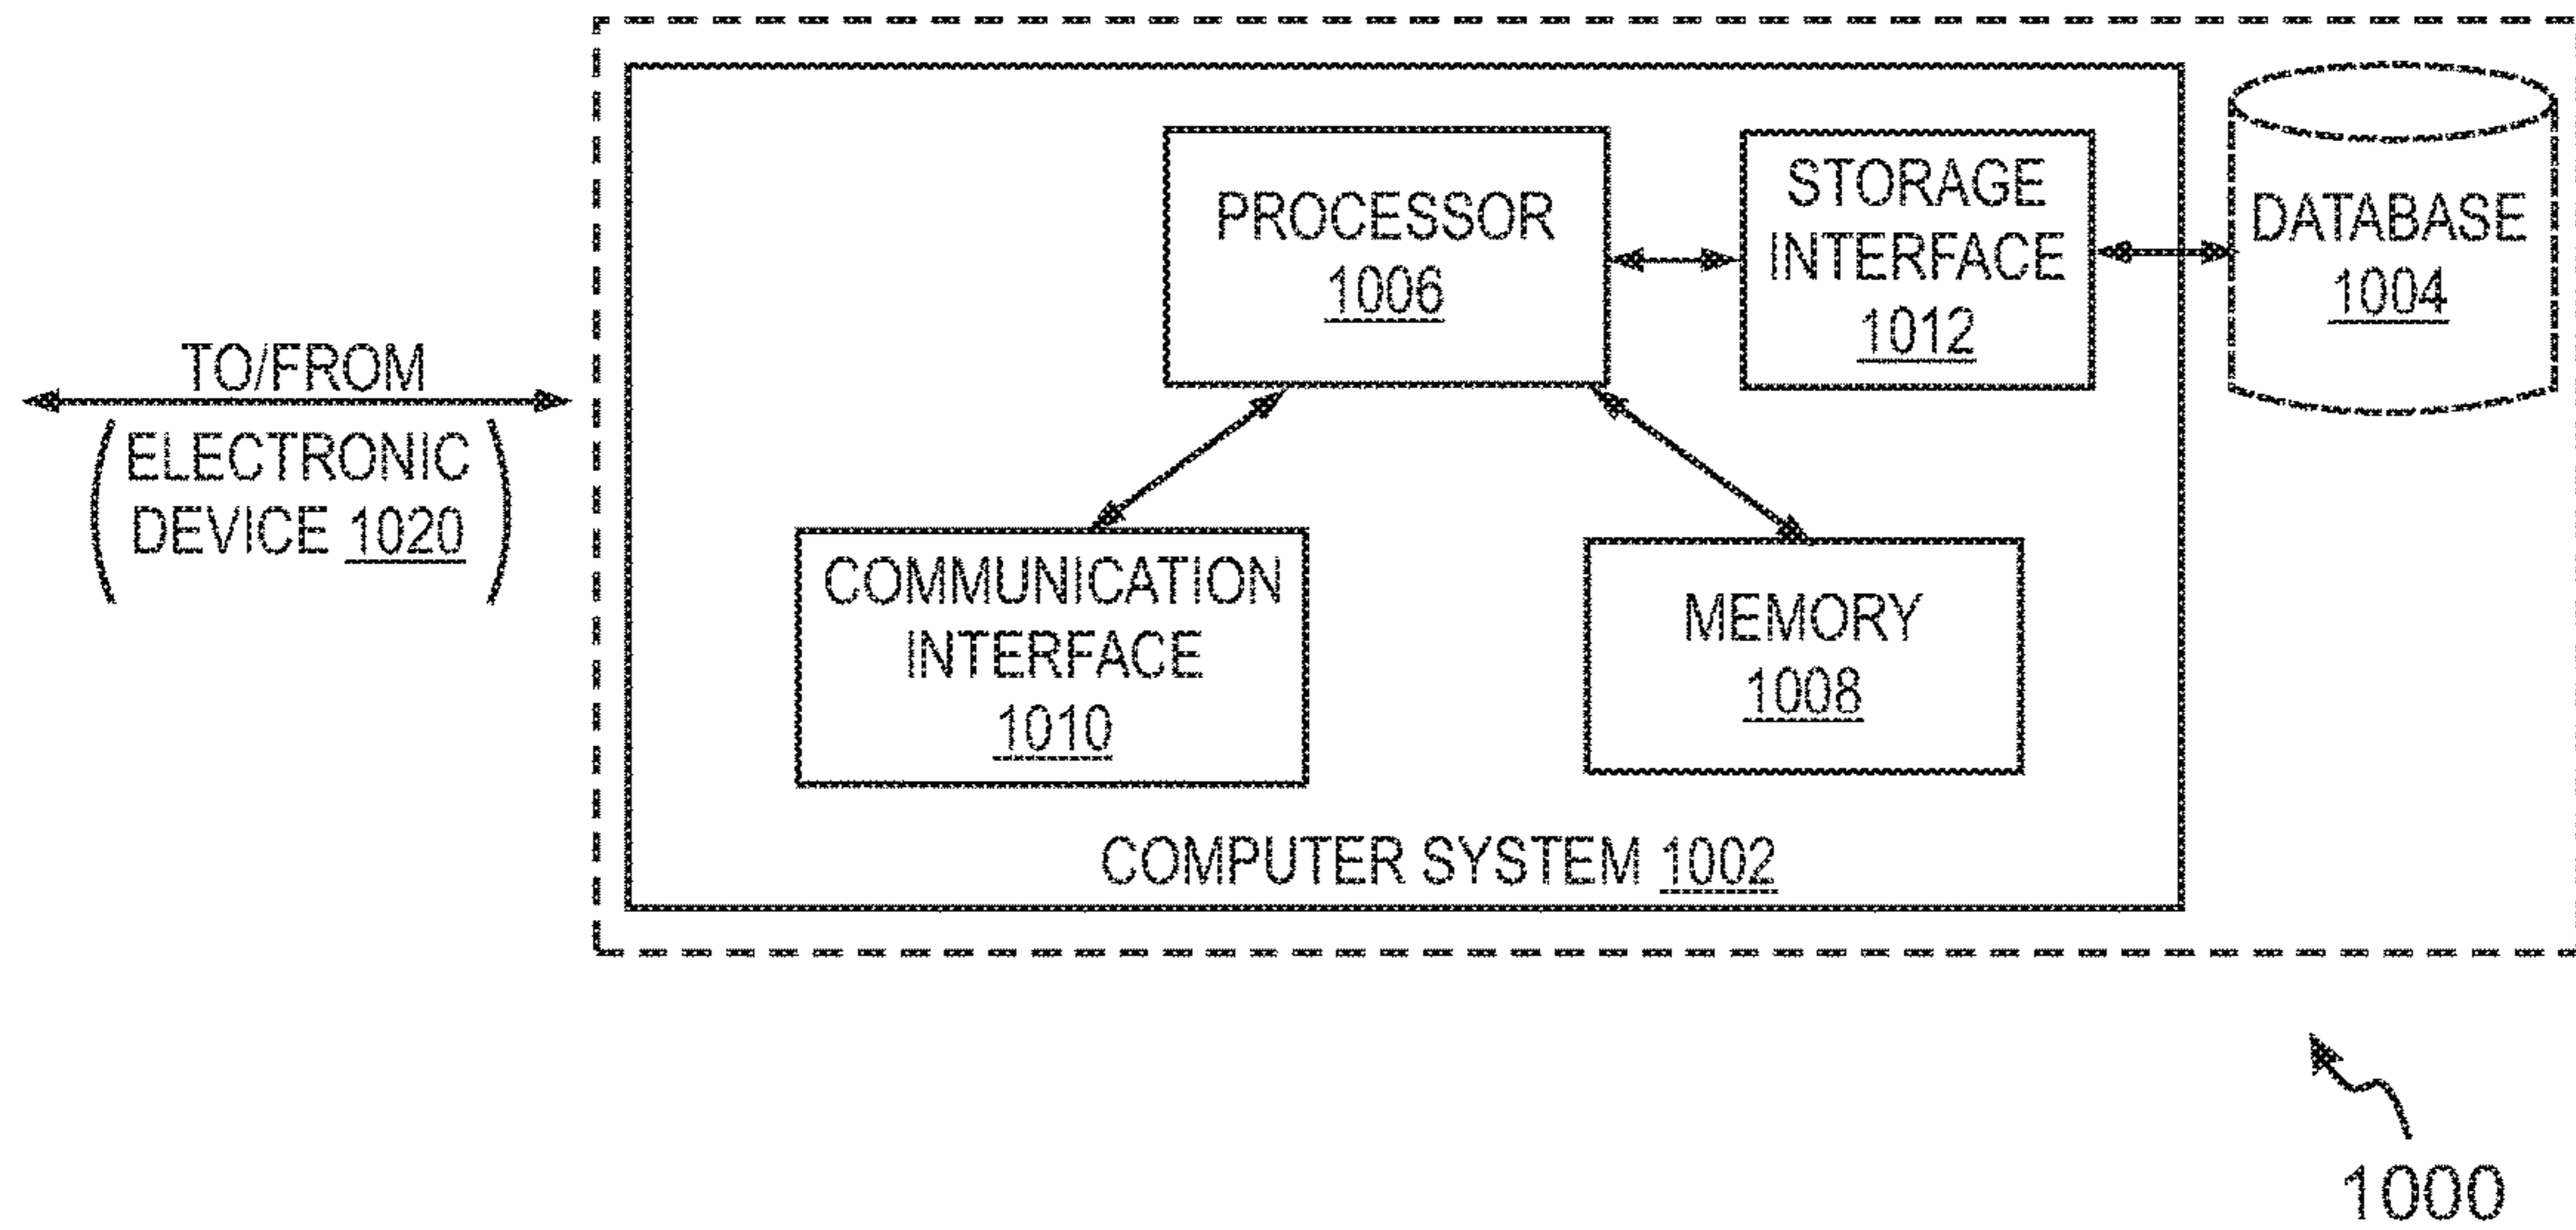 PROCESSOR
1006
STORAGE
INTERFACE
1012
DATABASE
1004
TO/FROM
ELECTRONIC
DEVICE 1020
COMMUNICATION
INTERFACE
1010
MEMORY
1008
COMPUTER SYSTEM 1002
1000